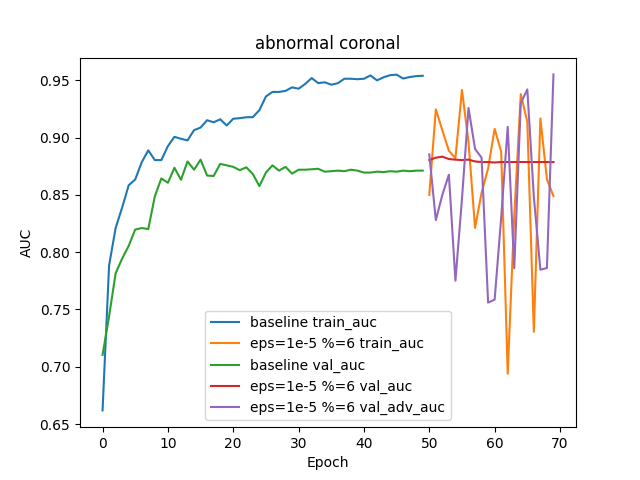 abnormal coronal
AUC
0.95
0.90
0.85
0.80
0.75
0.70
0.65
baseline train_auc
eps=1e-5 %=6 train_auc
baseline val_auc
eps=1e-5 %=6 val_auc
eps=1e-5 %=6 val_adv_auc
0 10 20 30 40 50 60 70
Epoch